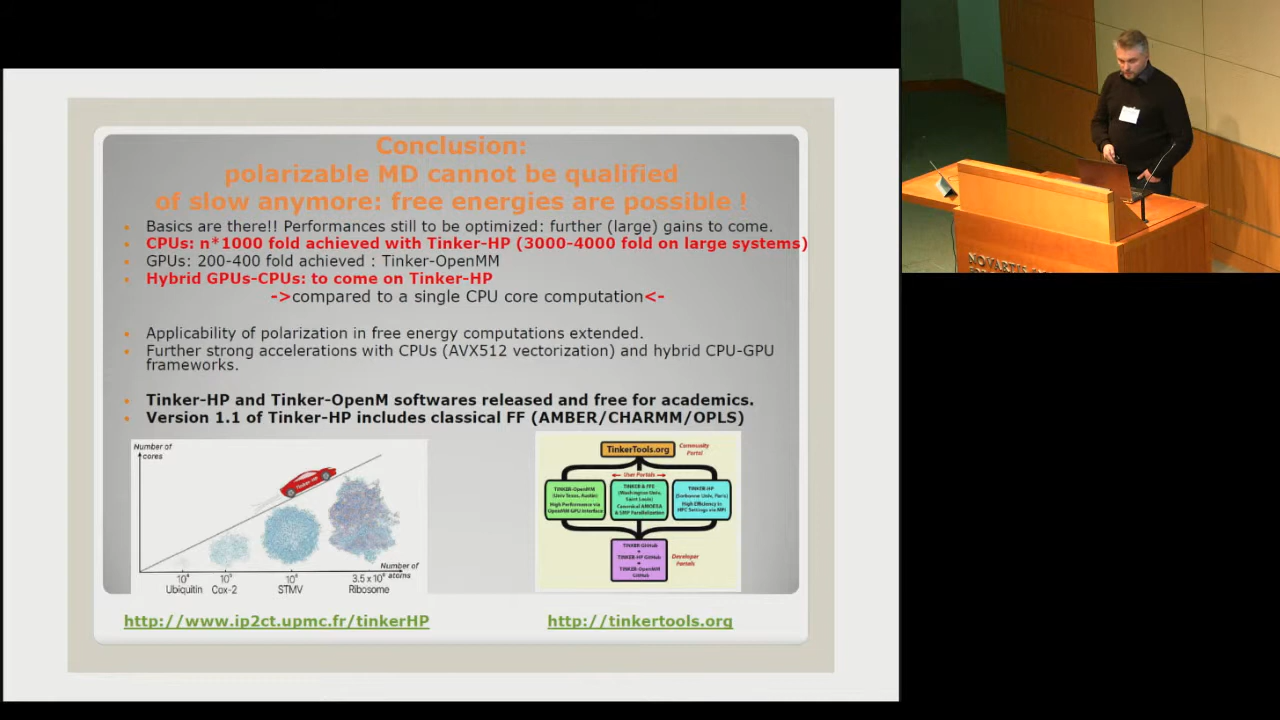 Conclusion:
polarizable MD cannot be qualified
of slow anymore: free energies are possible !
Basics are there!! Performances still to be optimized: further (large) gains to come.
CPUs: n*1000 fold achieved with Tinker-HP (3000-4000 fold on large systems)
GPUs: 200-400 fold achieved : Tinker-OpenMM
Hybrid GPUs-CPUs: to come on Tinker-HP
->compared to a single CPU core computation<-
Applicability of polarization in free energy computations extended.
Further strong accelerations with CPUs (AVX512 vectorization) and hybrid CPU-GPU
frameworks.
Tinker-HP and Tinker-OpenM softwares released and free for academics.
Version 1.1 of Tinker-HP includes classical FF (AMBER/CHARMM/OPLS)
Number of
cores
Tinker HP
Number of
atoms
10⁴
10⁵
10⁶
3.5 x 10⁶
Ubiquitin
Cox-2
STMV
Ribosome
TinkerTools.org
Community
Portal
User Portals
TINKER-OpenMM
(Univ Texas, Austin)
High Performance via
OpenMM GPU Interface
TINKER & FFE
(Washington Univ,
Saint Louis)
Canonical AMOEBA
& SMP Parallelization
TINKER-HP
(Sorbonne Univ, Paris)
High Efficiency in
HPC Settings via MPI
TINKER GitHub
+
TINKER-HP GitHub
+
TINKER-OpenMM
GitHub
Developer
Portals
http://www.ip2ct.upmc.fr/tinkerHP
http://tinkertools.org
NOVARTIS